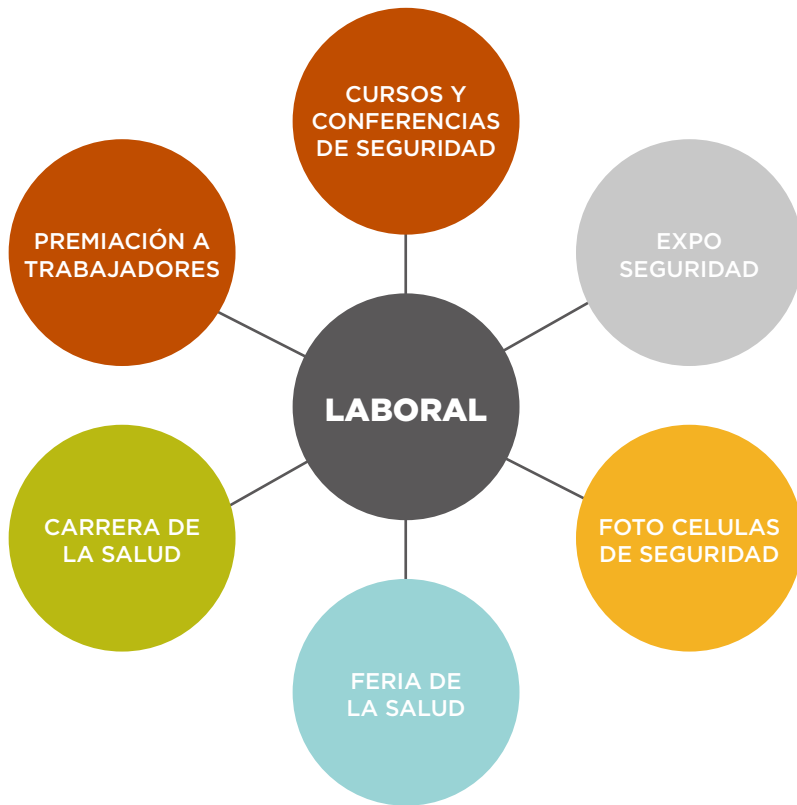 CURSOS Y
CONFERENCIAS
DE SEGURIDAD
PREMIACIÓN A
TRABAJADORES
EXPO
SEGURIDAD
LABORAL
CARRERA DE
LA SALUD
FOTO CELULAS
DE SEGURIDAD
FERIA DE
LA SALUD